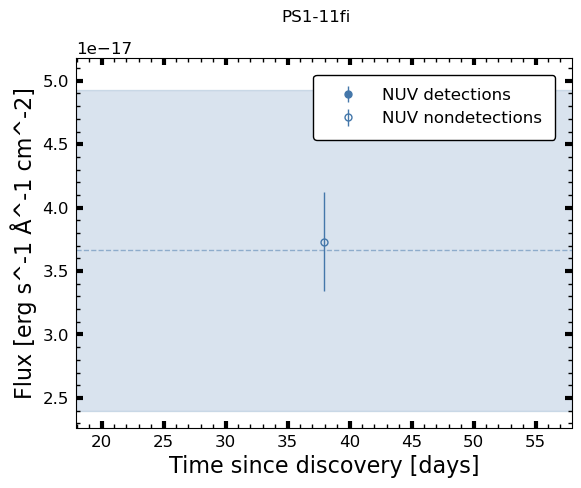 PS1-11fi
1e−17
5.0
4.5
4.0
3.5
3.0
2.5
Flux [erg s^-1 Å^-1 cm^-2]
NUV detections
NUV nondetections
20 25 30 35 40 45 50 55
Time since discovery [days]